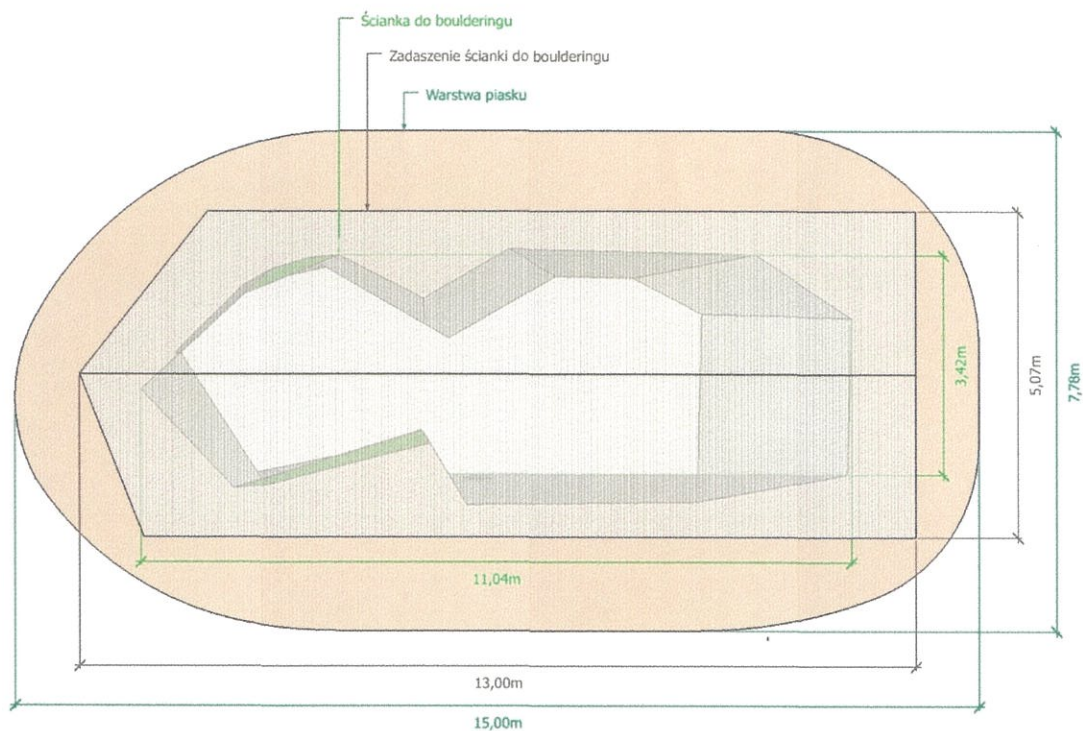 Ścianka do boulderingu
Zadaszenie ścianki do boulderingu
Warstwa piasku
3,42m
5,07m
7,78m
11,04m
13,00m
15,00m